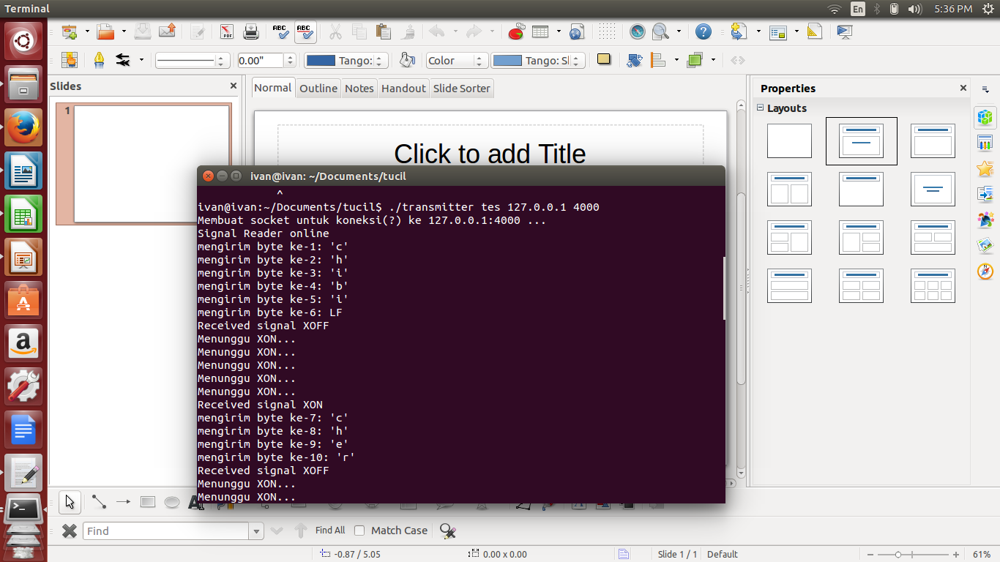 Terminal
En
5:36 PM
0.00"
Tango:
Color
Tango: Sl
Slides
1
Normal
Outline
Notes
Handout
Slide Sorter
Click to add Title
Properties
Layouts
ivan@ivan: ~/Documents/tucil
^
ivan@ivan:~/Documents/tucil$ ./transmitter tes 127.0.0.1 4000
Membuat socket untuk koneksi(?) ke 127.0.0.1:4000 ...
Signal Reader online
mengirim byte ke-1: 'c'
mengirim byte ke-2: 'h'
mengirim byte ke-3: 'i'
mengirim byte ke-4: 'b'
mengirim byte ke-5: 'i'
mengirim byte ke-6: LF
Received signal XOFF
Menunggu XON...
Menunggu XON...
Menunggu XON...
Menunggu XON...
Menunggu XON...
Received signal XON
mengirim byte ke-7: 'c'
mengirim byte ke-8: 'h'
mengirim byte ke-9: 'e'
mengirim byte ke-10: 'r'
Received signal XOFF
Menunggu XON...
Menunggu XON...
Find
Find All
Match Case
-0.87 / 5.05
0.00 x 0.00
Slide 1 / 1
Default
61%